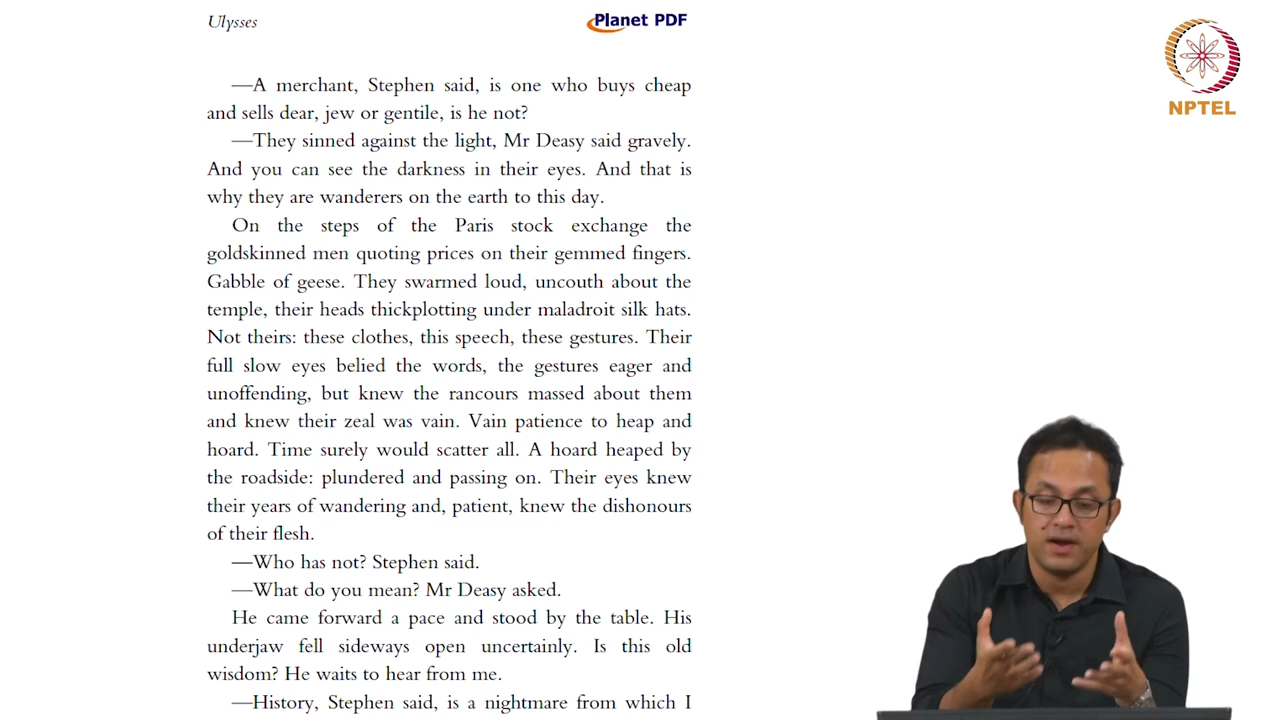 Ulysses
Planet PDF
NPTEL
—A merchant, Stephen said, is one who buys cheap
and sells dear, jew or gentile, is he not?
—They sinned against the light, Mr Deasy said gravely.
And you can see the darkness in their eyes. And that is
why they are wanderers on the earth to this day.
On the steps of the Paris stock exchange the
goldskinned men quoting prices on their gemmed fingers.
Gabble of geese. They swarmed loud, uncouth about the
temple, their heads thickplotting under maladroit silk hats.
Not theirs: these clothes, this speech, these gestures. Their
full slow eyes belied the words, the gestures eager and
unoffending, but knew the rancours massed about them
and knew their zeal was vain. Vain patience to heap and
hoard. Time surely would scatter all. A hoard heaped by
the roadside: plundered and passing on. Their eyes knew
their years of wandering and, patient, knew the dishonours
of their flesh.
—Who has not? Stephen said.
—What do you mean? Mr Deasy asked.
He came forward a pace and stood by the table. His
underjaw fell sideways open uncertainly. Is this old
wisdom? He waits to hear from me.
—History, Stephen said, is a nightmare from which I